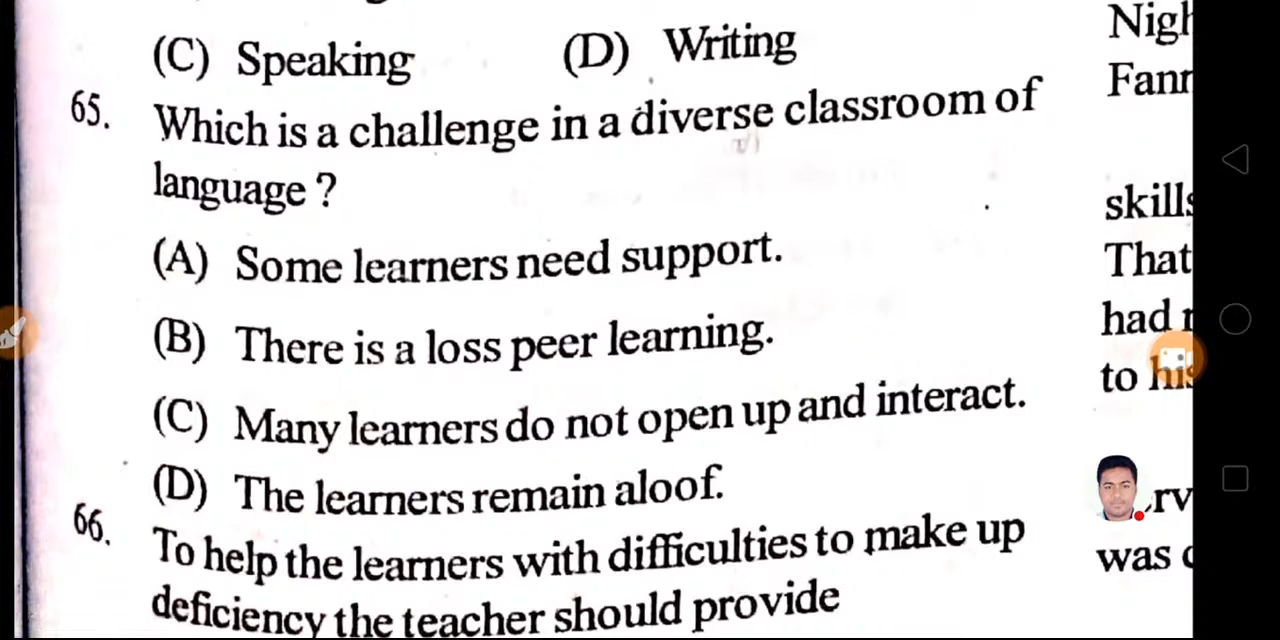 (C) Speaking (D) Writing
65. Which is a challenge in a diverse classroom of
language ?
(A) Some learners need support.
(B) There is a loss peer learning.
(C) Many learners do not open up and interact.
(D) The learners remain aloof.
66. To help the learners with difficulties to make up
deficiency the teacher should provide
skills
That
had
to his
was